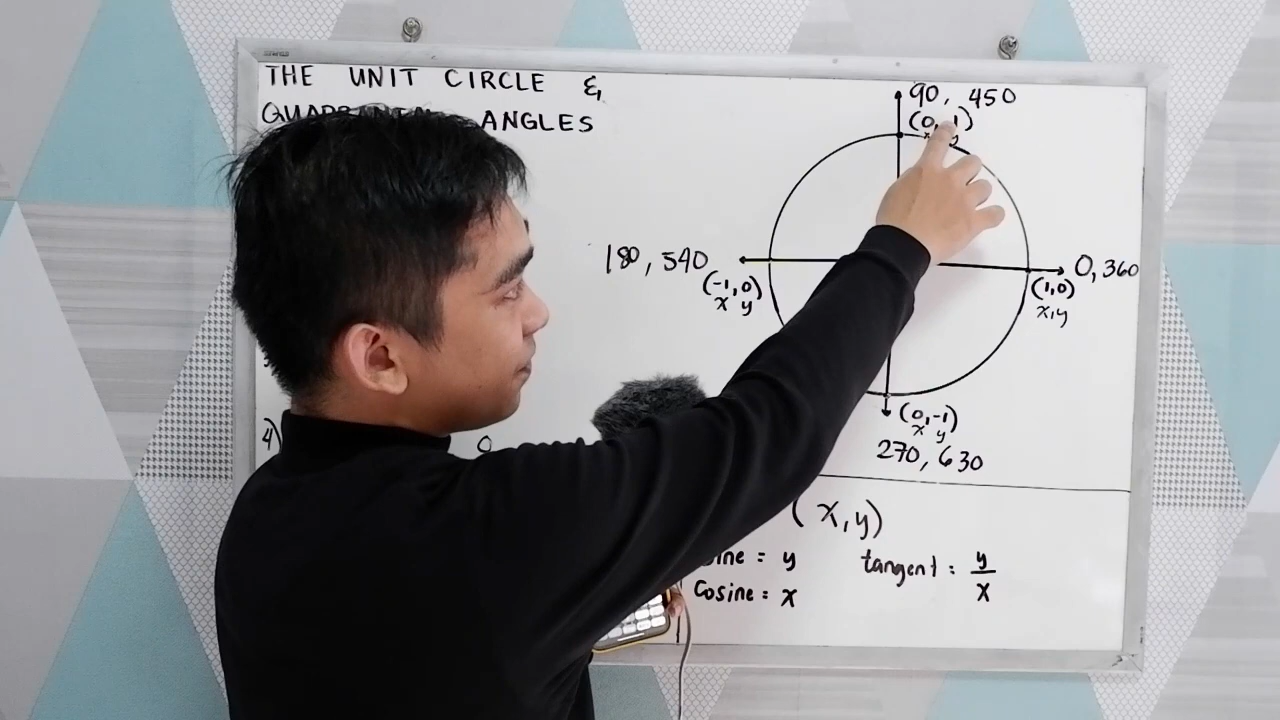 THE UNIT CIRCLE &
ANGLES
90, 450
(0, 1)
x y
180, 540
(-1, 0)
x y
0, 360
(1, 0)
x, y
(0, -1)
x y
270, 630
4)
(x, y)
sine = y
cosine = x
tangent = y
x